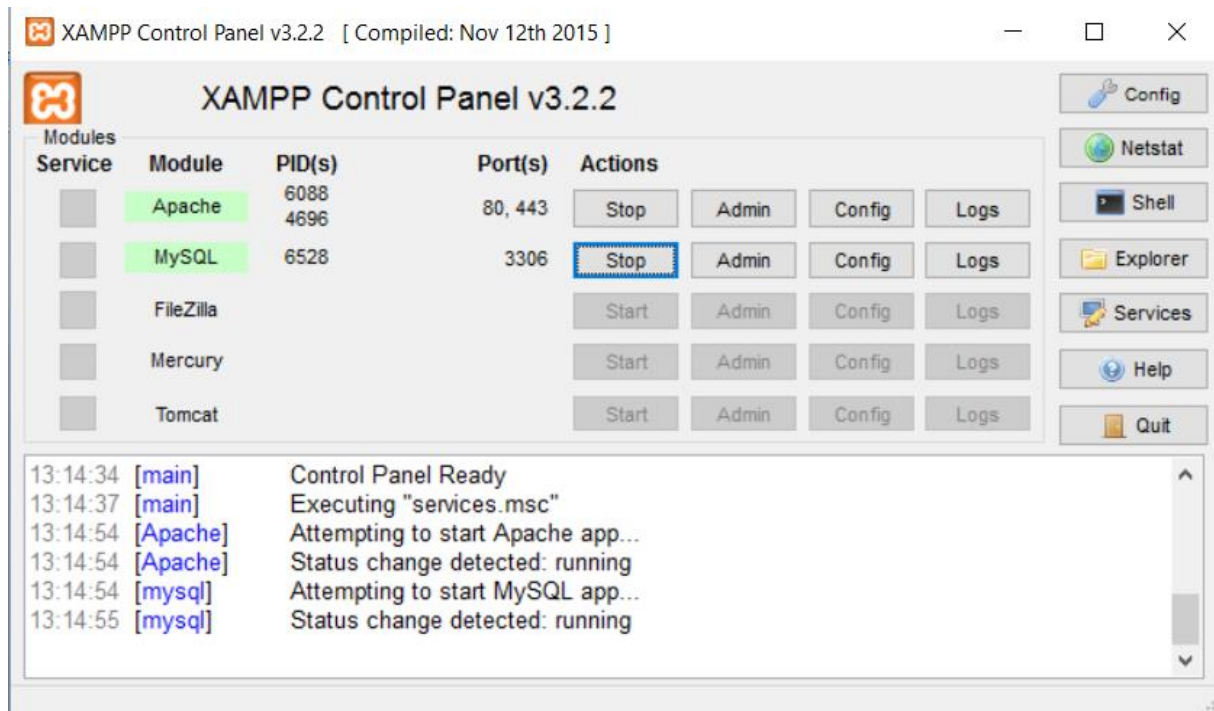 XAMPP Control Panel v3.2.2 [ Compiled: Nov 12th 2015 ]
XAMPP Control Panel v3.2.2
Config
Modules
Service Module PID(s) Port(s) Actions
Netstat
Apache 6088 4696 80, 443 Stop Admin Config Logs
Shell
MySQL 6528 3306 Stop Admin Config Logs
Explorer
FileZilla Start Admin Config Logs
Services
Mercury Start Admin Config Logs
Help
Tomcat Start Admin Config Logs
Quit
13:14:34 [main] Control Panel Ready
13:14:37 [main] Executing "services.msc"
13:14:54 [Apache] Attempting to start Apache app...
13:14:54 [Apache] Status change detected: running
13:14:54 [mysql] Attempting to start MySQL app...
13:14:55 [mysql] Status change detected: running